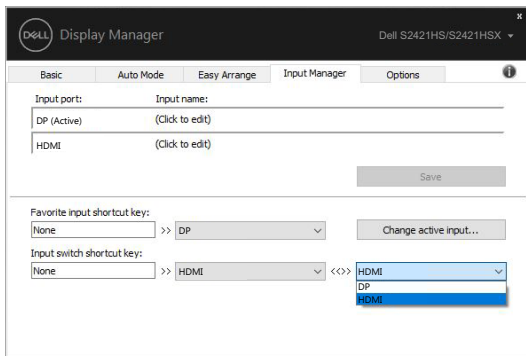 x
DELL Display Manager Dell S2421HS/S2421HSX
Basic Auto Mode Easy Arrange Input Manager Options
Input port: Input name:
DP (Active) (Click to edit)
HDMI (Click to edit)
Save
Favorite input shortcut key:
None >> DP Change active input...
Input switch shortcut key:
None >> HDMI <<>> HDMI
DP
HDMI